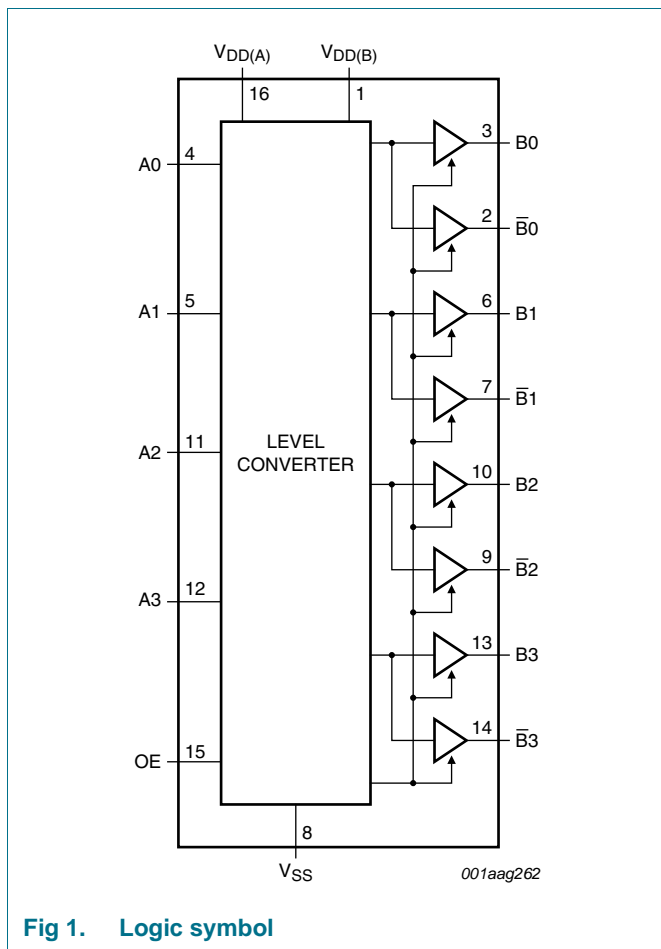 VDD(A) VDD(B)
16 1
A0 4
3 B0
2 B̅0
A1 5
6 B1
7 B̅1
LEVEL
CONVERTER
A2 11
10 B2
9 B̅2
A3 12
13 B3
14 B̅3
OE 15
8
VSS
001aag262
Fig 1. Logic symbol